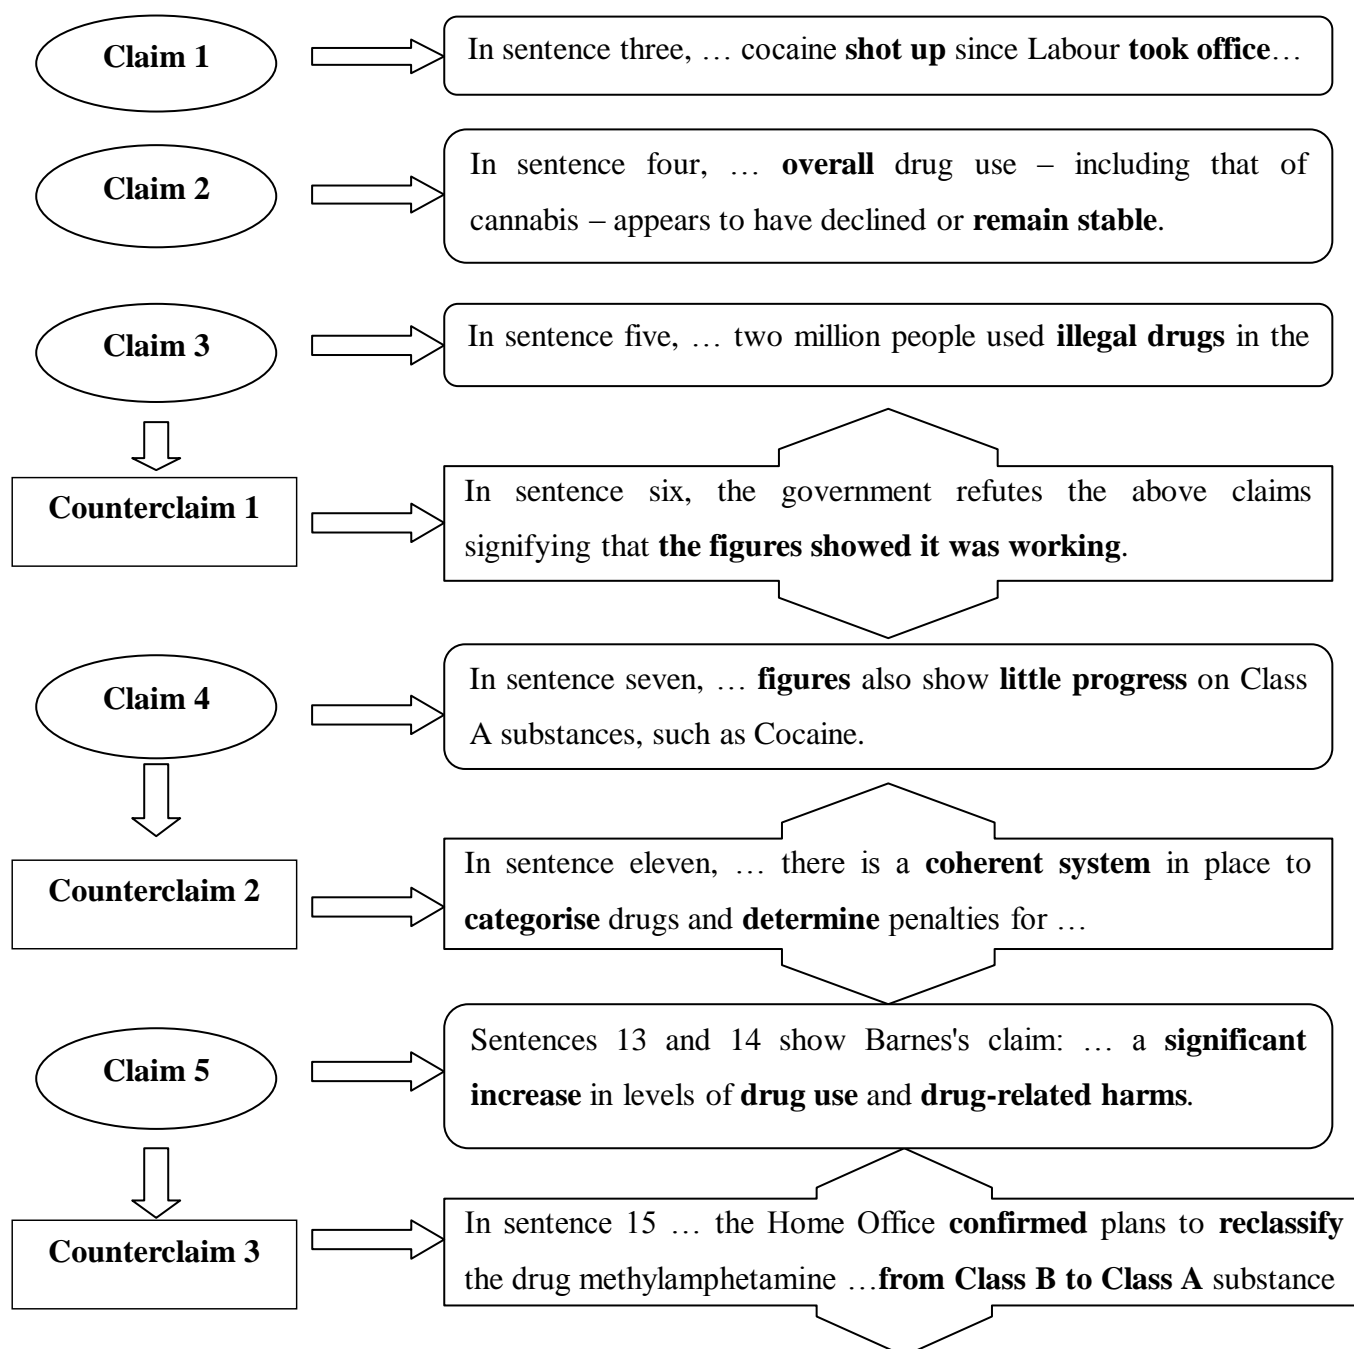 Claim 1
In sentence three, … cocaine shot up since Labour took office…
Claim 2
In sentence four, … overall drug use – including that of
cannabis – appears to have declined or remain stable.
Claim 3
In sentence five, … two million people used illegal drugs in the
Counterclaim 1
In sentence six, the government refutes the above claims
signifying that the figures showed it was working.
Claim 4
In sentence seven, … figures also show little progress on Class
A substances, such as Cocaine.
Counterclaim 2
In sentence eleven, … there is a coherent system in place to
categorise drugs and determine penalties for …
Claim 5
Sentences 13 and 14 show Barnes's claim: … a significant
increase in levels of drug use and drug-related harms.
Counterclaim 3
In sentence 15 … the Home Office confirmed plans to reclassify
the drug methylamphetamine …from Class B to Class A substance